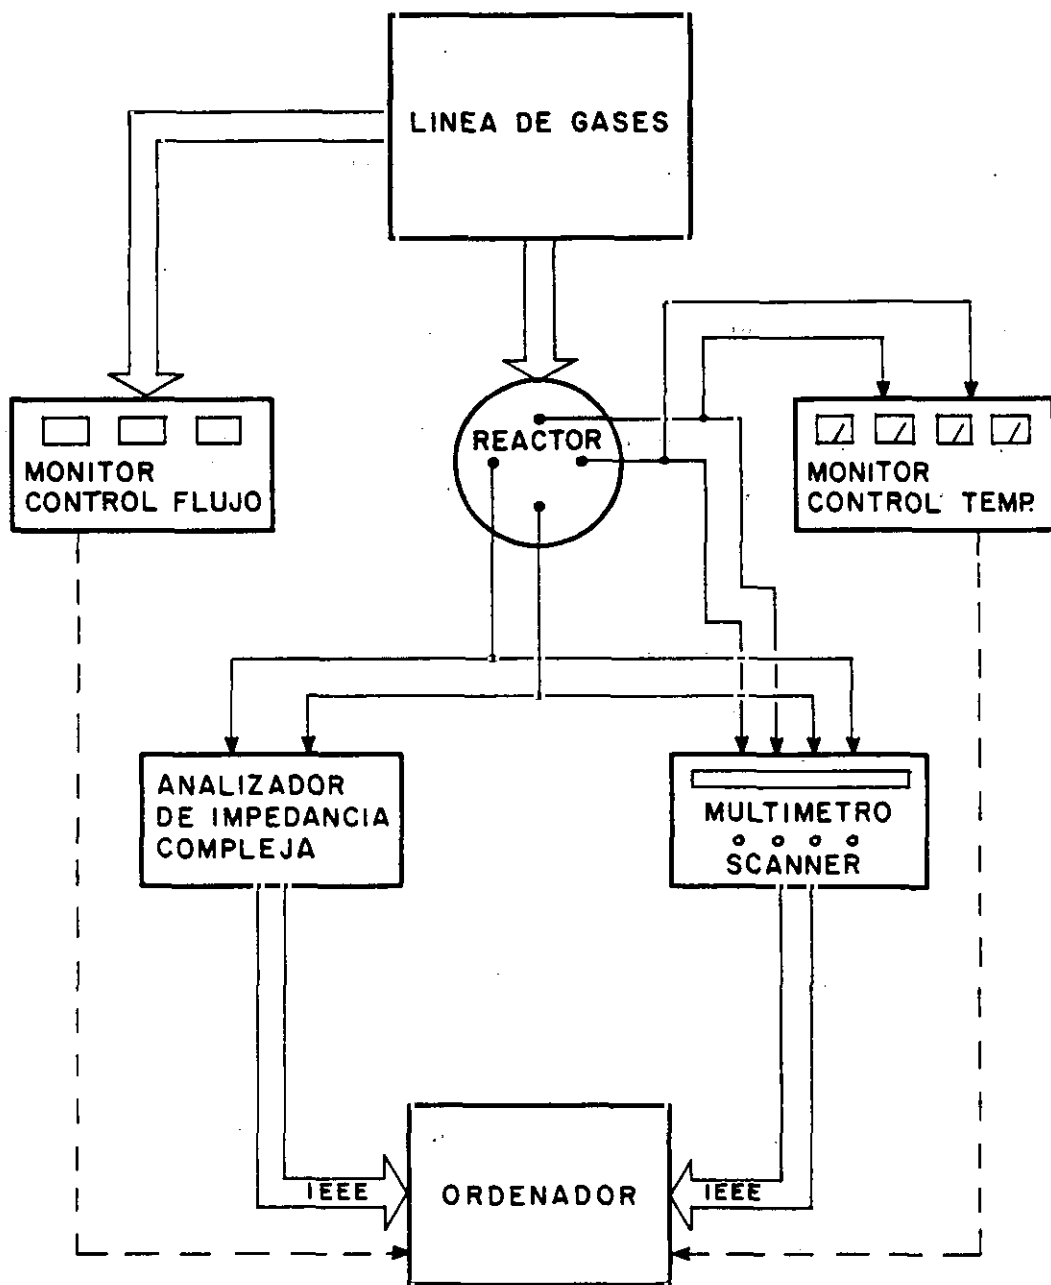 LINEA DE GASES
REACTOR
MONITOR
CONTROL FLUJO
MONITOR
CONTROL TEMP.
ANALIZADOR
DE IMPEDANCIA
COMPLEJA
MULTIMETRO
SCANNER
IEEE
ORDENADOR
IEEE